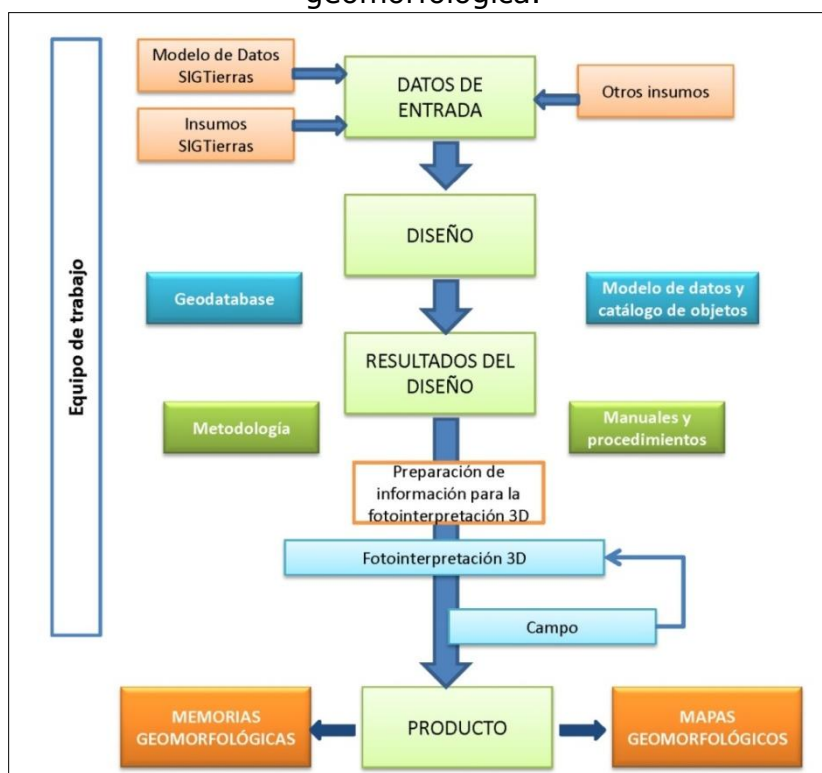 geomorfológica.
Modelo de Datos
SIGTierras
DATOS DE
ENTRADA
Otros insumos
Insumos
SIGTierras
DISEÑO
Geodatabase
Modelo de datos y
catálogo de objetos
RESULTADOS DEL
DISEÑO
Metodología
Manuales y
procedimientos
Preparación de
información para la
fotointerpretación 3D
Fotointerpretación 3D
Campo
Equipo de trabajo
MEMORIAS
GEOMORFOLÓGICAS
PRODUCTO
MAPAS
GEOMORFOLÓGICOS